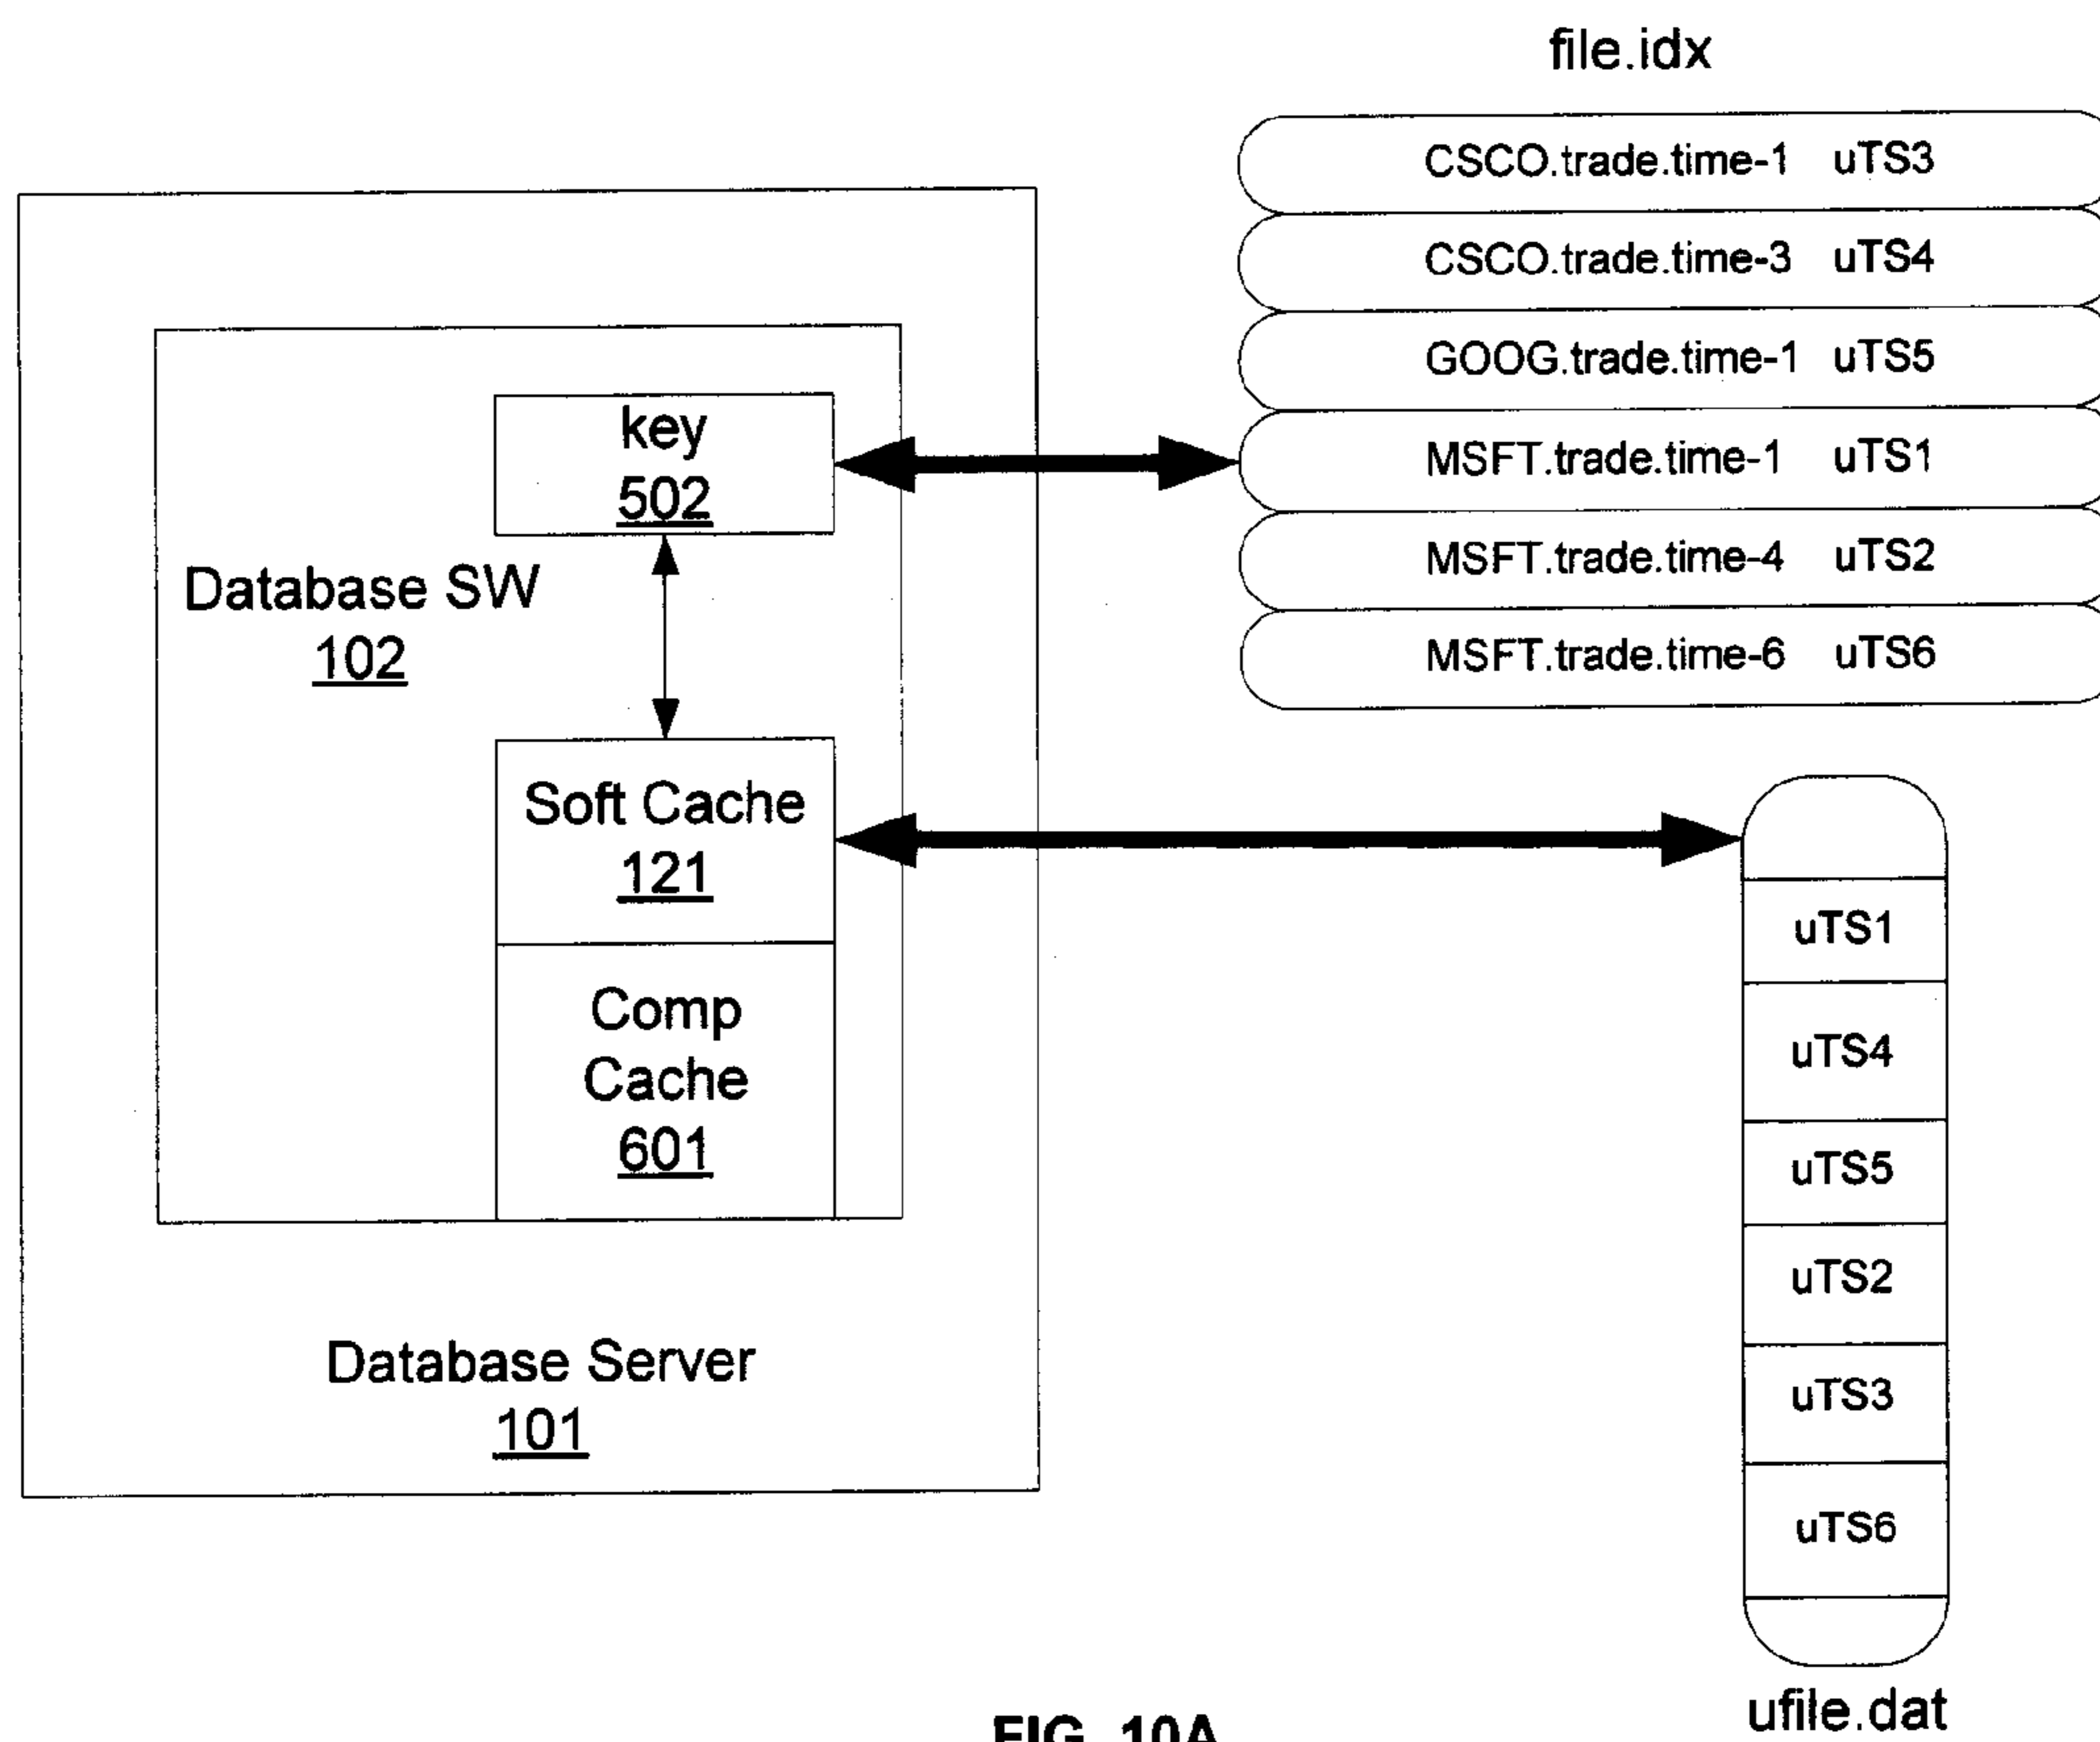 file.idx
CSCO.trade.time-1 uTS3
CSCO.trade.time-3 uTS4
GOOG.trade.time-1 uTS5
MSFT.trade.time-1 uTS1
MSFT.trade.time-4 uTS2
MSFT.trade.time-6 uTS6
key
502
Database SW
102
Soft Cache
121
Comp
Cache
601
Database Server
101
uTS1
uTS4
uTS5
uTS2
uTS3
uTS6
ufile.dat
FIG. 10A